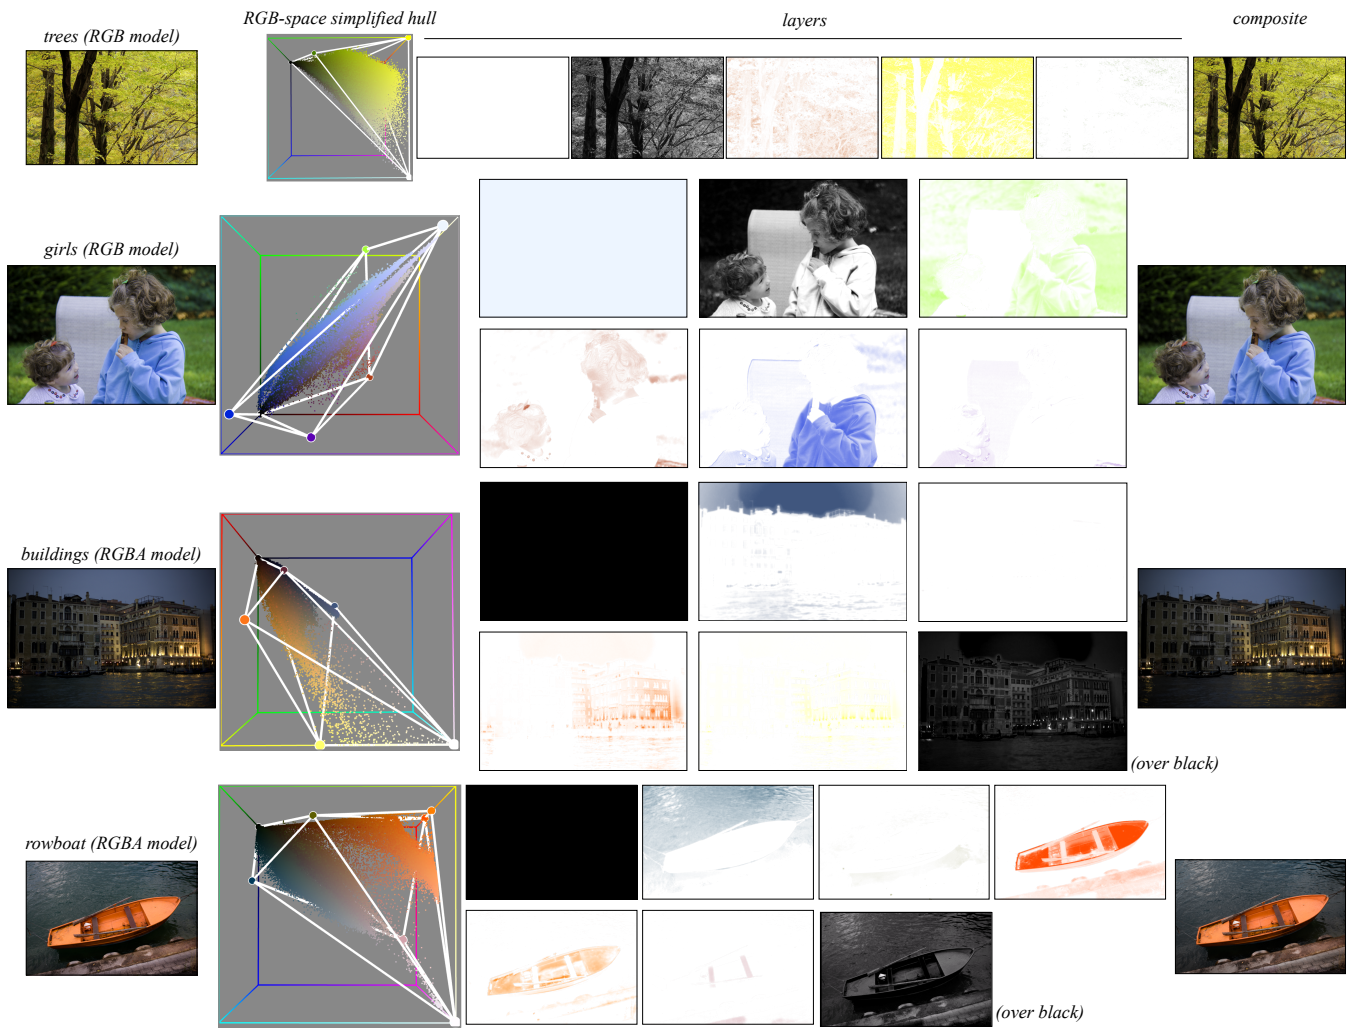 RGB-space simplified hull
layers
composite
trees (RGB model)
girls (RGB model)
buildings (RGBA model)
(over black)
rowboat (RGBA model)
(over black)